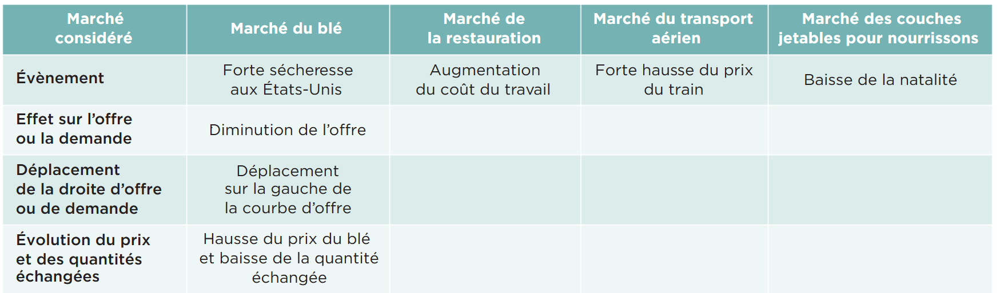 Marché
considéré
Marché du blé
Marché de
la restauration
Marché du transport
aérien
Marché des couches
jetables pour nourrissons
Évènement
Forte sécheresse
aux États-Unis
Augmentation
du coût du travail
Forte hausse du prix
du train
Baisse de la natalité
Effet sur l’offre
ou la demande
Diminution de l’offre
Déplacement
de la droite d’offre
ou de demande
Déplacement
sur la gauche de
la courbe d’offre
Évolution du prix
et des quantités
échangées
Hausse du prix du blé
et baisse de la quantité
échangée